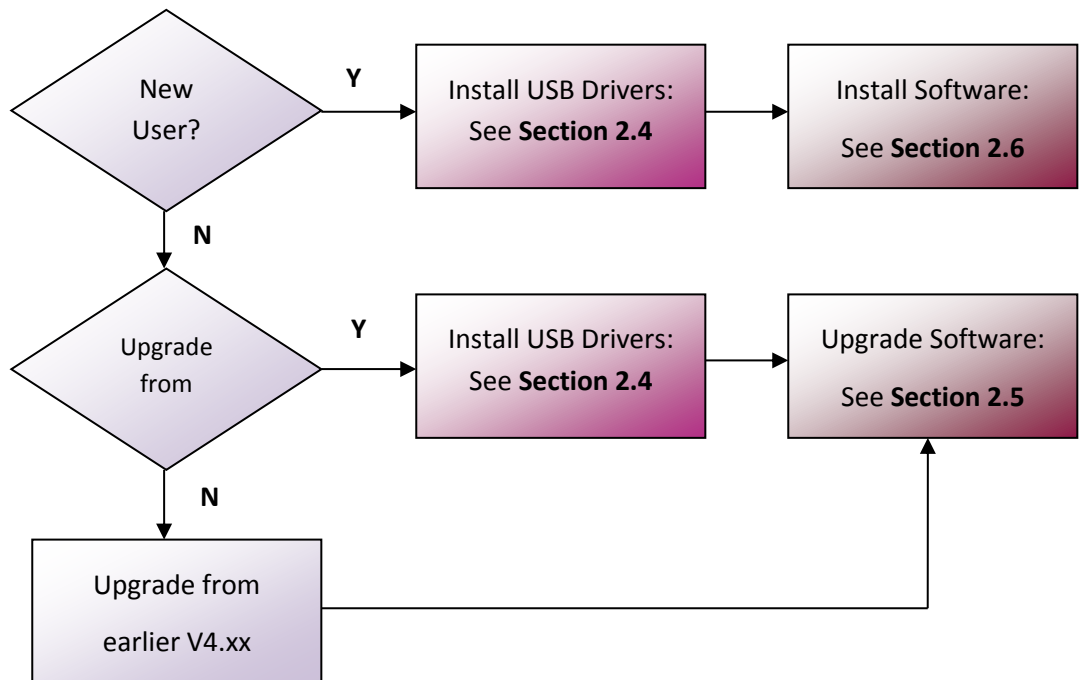 New
User?
Y
Install USB Drivers:
See Section 2.4
Install Software:
See Section 2.6
N
Upgrade
from
Y
Install USB Drivers:
See Section 2.4
Upgrade Software:
See Section 2.5
N
Upgrade from
earlier V4.xx